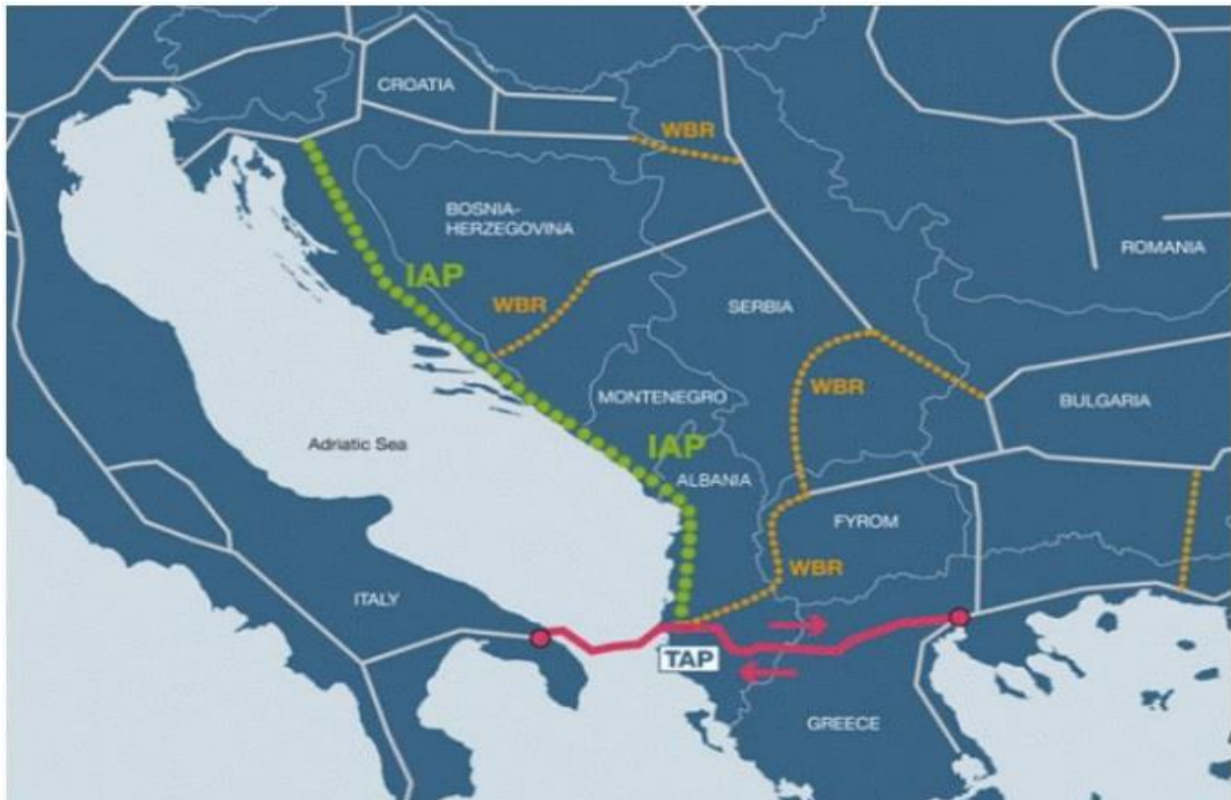 CROATIA
WBR
BOSNIA-
HERZEGOVINA
ROMANIA
IAP
WBR
SERBIA
WBR
MONTENEGRO
BULGARIA
Adriatic Sea
IAP
ALBANIA
FYROM
WBR
ITALY
TAP
GREECE